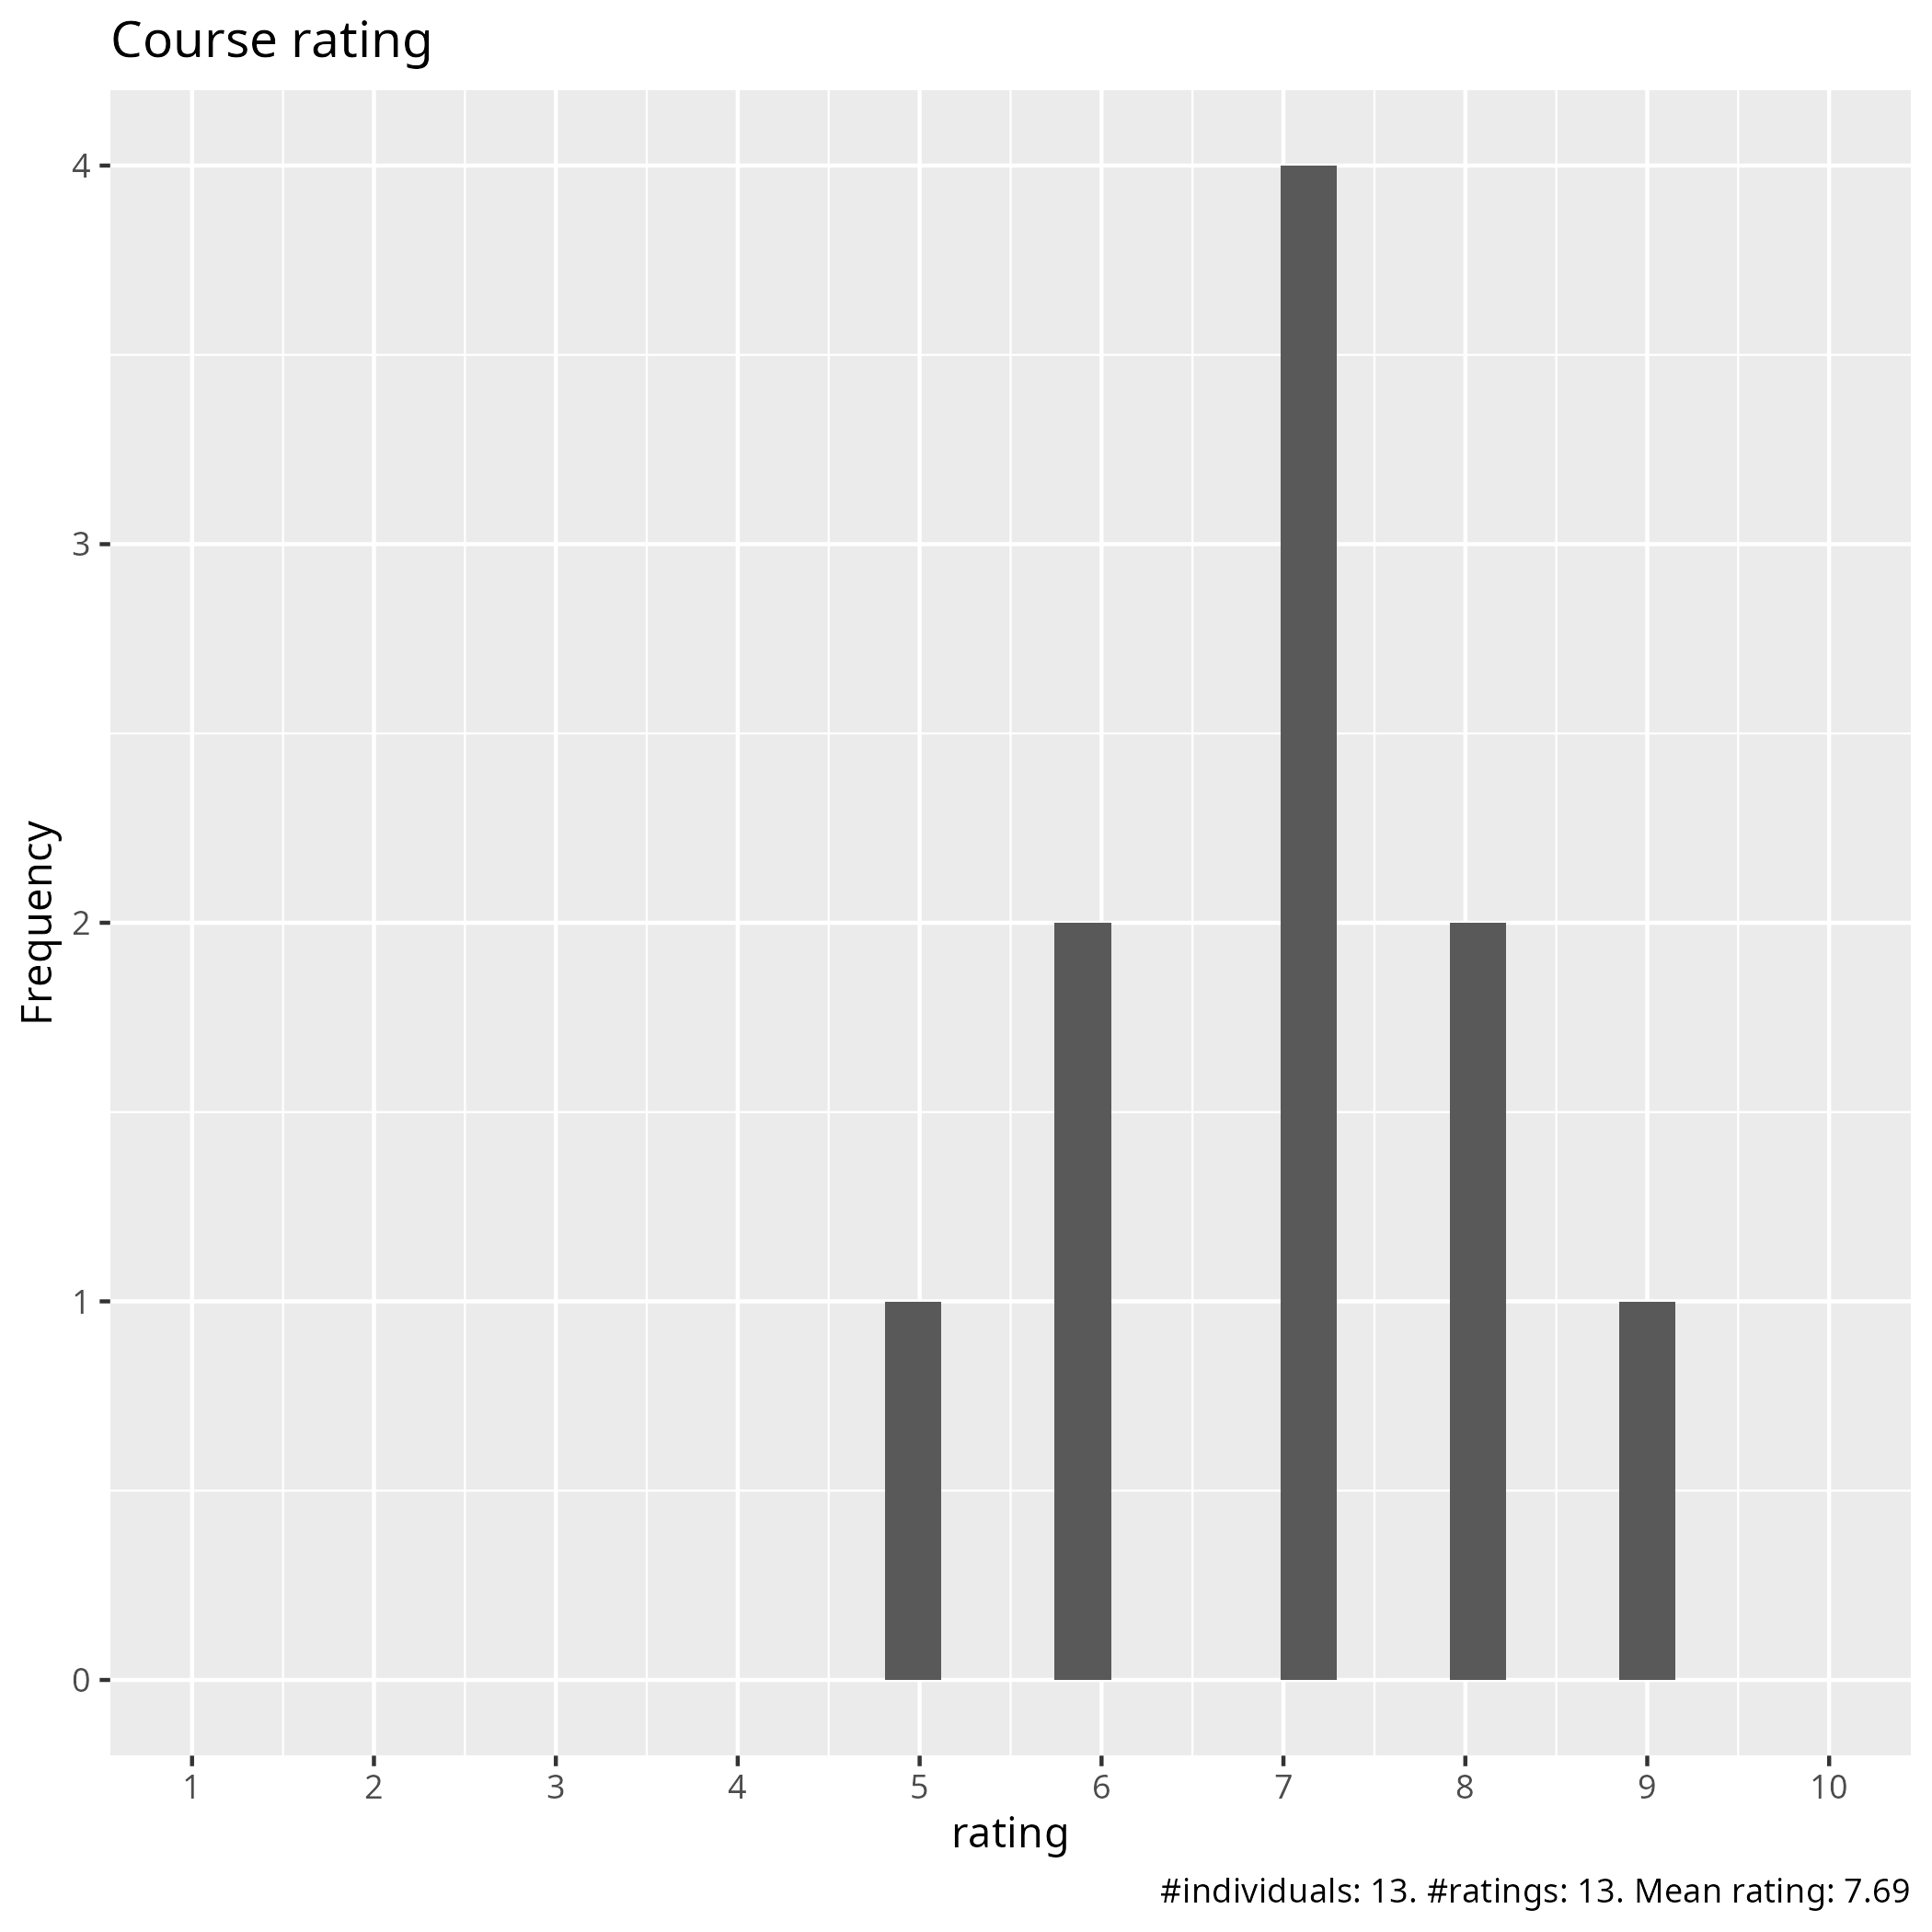 Course rating
4
3
2
1
0
Frequency
1 2 3 4 5 6 7 8 9 10
rating
#individuals: 13. #ratings: 13. Mean rating: 7.69